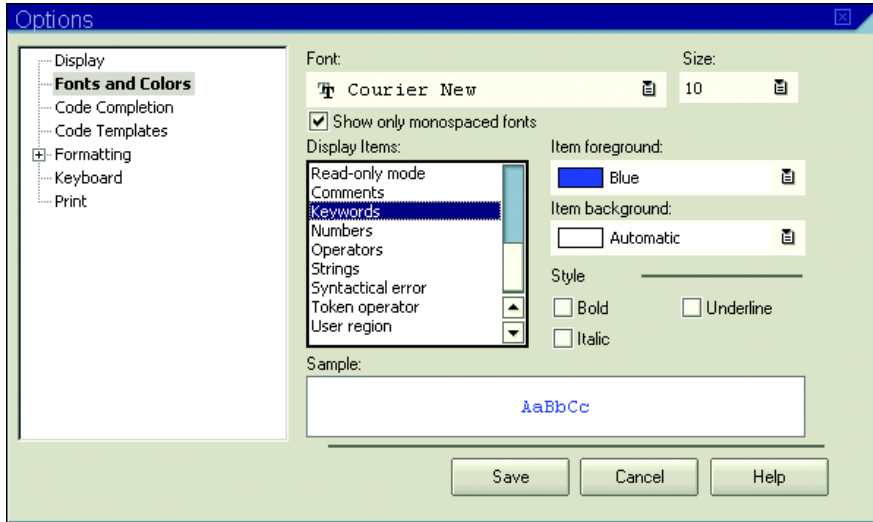 Options
Display
Fonts and Colors
Code Completion
Code Templates
Formatting
Keyboard
Print
Font:
Size:
Courier New
10
Show only monospaced fonts
Display Items:
Read-only mode
Comments
Keywords
Numbers
Operators
Strings
Syntactical error
Token operator
User region
Item foreground:
Blue
Item background:
Automatic
Style
Bold
Underline
Italic
Sample:
AaBbCc
Save
Cancel
Help